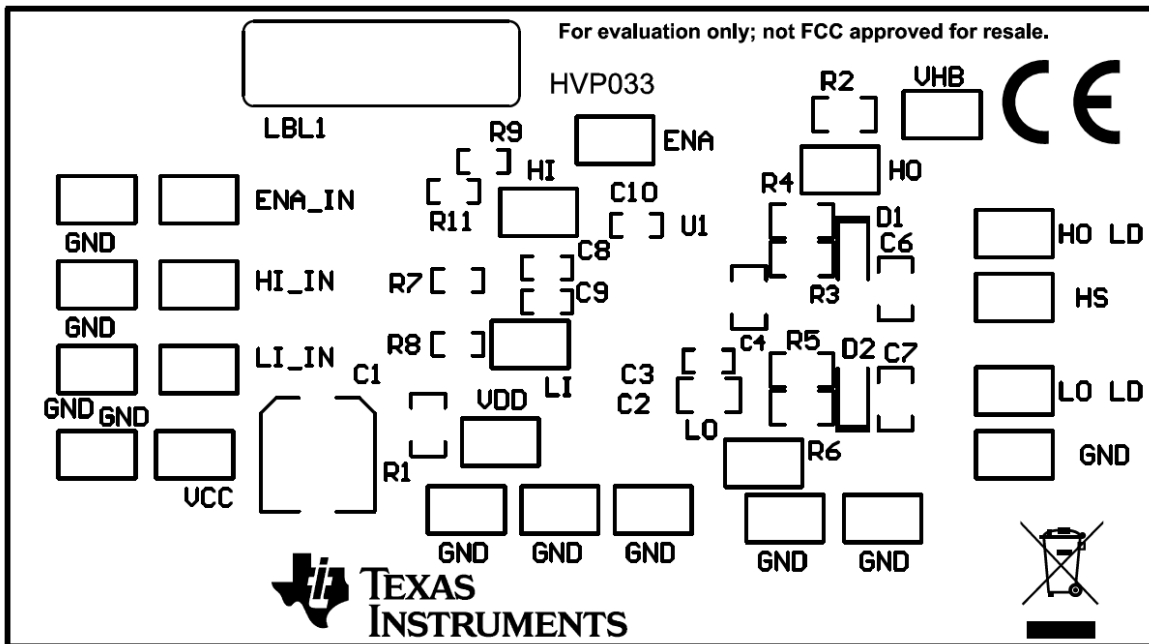 For evaluation only; not FCC approved for resale.
HVP033
LBL1
R2
VHB
R9
ENA
HI
HO
R4
ENA_IN
R11
C10
U1
D1
GND
C6
HO LD
C8
HI_IN
R7
C9
R3
HS
GND
C4
R8
R5
D2
C7
LI_IN
C1
C3
LI
GND
GND
VDD
C2
LO
LO LD
R6
GND
R1
VCC
GND
GND
GND
GND
GND
TEXAS
INSTRUMENTS
CE